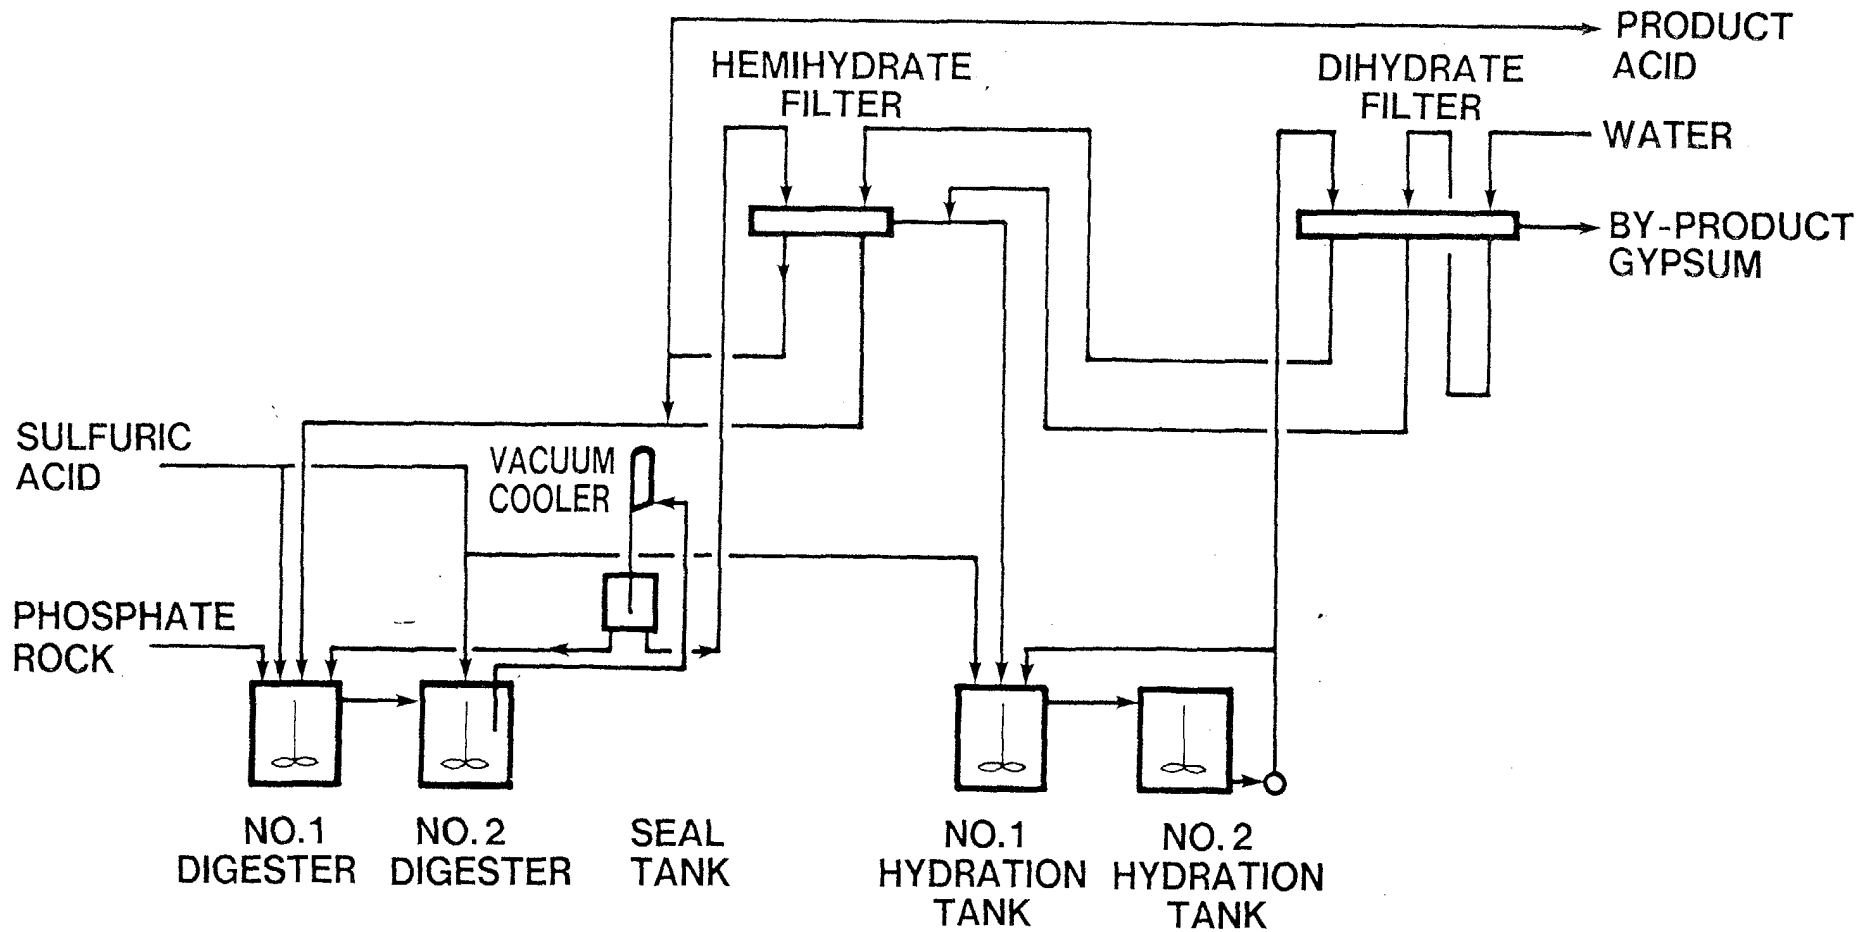 PRODUCT
ACID
HEMIHYDRATE
FILTER
DIHYDRATE
FILTER
WATER
BY-PRODUCT
GYPSUM
SULFURIC
ACID
VACUUM
COOLER
PHOSPHATE
ROCK
NO.1
DIGESTER
NO.2
DIGESTER
SEAL
TANK
NO.1
HYDRATION
TANK
NO.2
HYDRATION
TANK